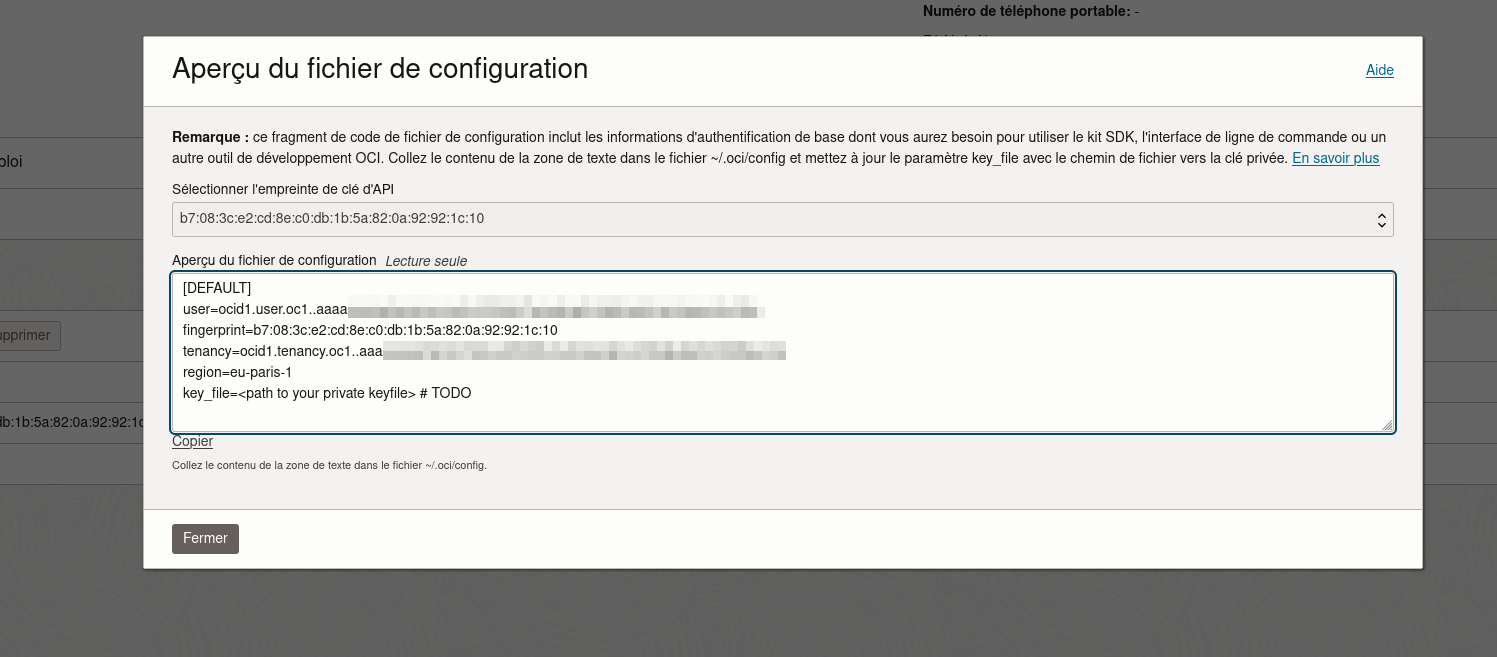 Numéro de téléphone portable: -
Aperçu du fichier de configuration
Aide
Remarque : ce fragment de code de fichier de configuration inclut les informations d'authentification de base dont vous aurez besoin pour utiliser le kit SDK, l'interface de ligne de commande ou un
autre outil de développement OCI. Collez le contenu de la zone de texte dans le fichier ~/.oci/config et mettez à jour le paramètre key_file avec le chemin de fichier vers la clé privée. En savoir plus
Sélectionner l'empreinte de clé d'API
b7:08:3c:e2:cd:8e:c0:db:1b:5a:82:0a:92:92:1c:10
Aperçu du fichier de configuration Lecture seule
[DEFAULT]
user=ocid1.user.oc1..aaaa
fingerprint=b7:08:3c:e2:cd:8e:c0:db:1b:5a:82:0a:92:92:1c:10
tenancy=ocid1.tenancy.oc1..aaa
region=eu-paris-1
key_file=<path to your private keyfile> # TODO
Copier
Collez le contenu de la zone de texte dans le fichier ~/.oci/config.
Fermer
ploi
upprimer
db:1b:5a:82:0a:92:92:1c